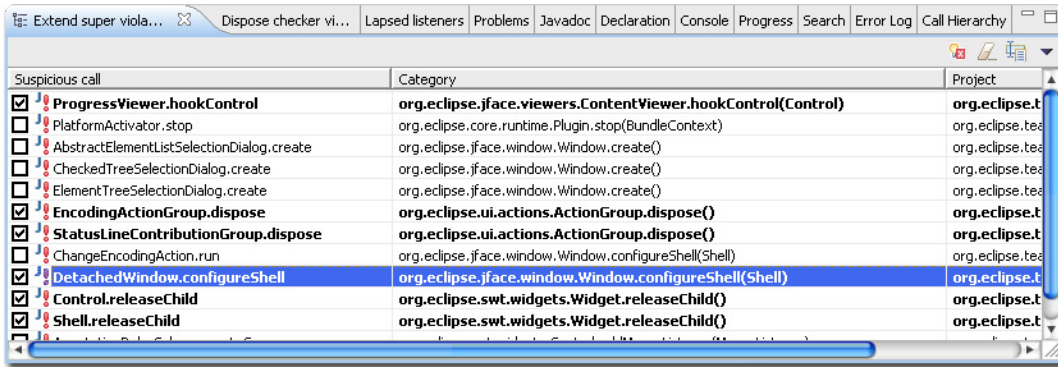 Extend super viola... Dispose checker vi... Lapsed listeners Problems Javadoc Declaration Console Progress Search Error Log Call Hierarchy
Suspicious call Category Project
ProgressViewer.hookControl org.eclipse.jface.viewers.ContentViewer.hookControl(Control) org.eclipse.t
PlatformActivator.stop org.eclipse.core.runtime.Plugin.stop(BundleContext) org.eclipse.tea
AbstractElementListSelectionDialog.create org.eclipse.jface.window.Window.create() org.eclipse.tea
CheckedTreeSelectionDialog.create org.eclipse.jface.window.Window.create() org.eclipse.tea
ElementTreeSelectionDialog.create org.eclipse.jface.window.Window.create() org.eclipse.tea
EncodingActionGroup.dispose org.eclipse.ui.actions.ActionGroup.dispose() org.eclipse.t
StatusLineContributionGroup.dispose org.eclipse.ui.actions.ActionGroup.dispose() org.eclipse.t
ChangeEncodingAction.run org.eclipse.jface.window.Window.configureShell(Shell) org.eclipse.tea
DetachedWindow.configureShell org.eclipse.jface.window.Window.configureShell(Shell) org.eclipse.t
Control.releaseChild org.eclipse.swt.widgets.Widget.releaseChild() org.eclipse.t
Shell.releaseChild org.eclipse.swt.widgets.Widget.releaseChild() org.eclipse.t